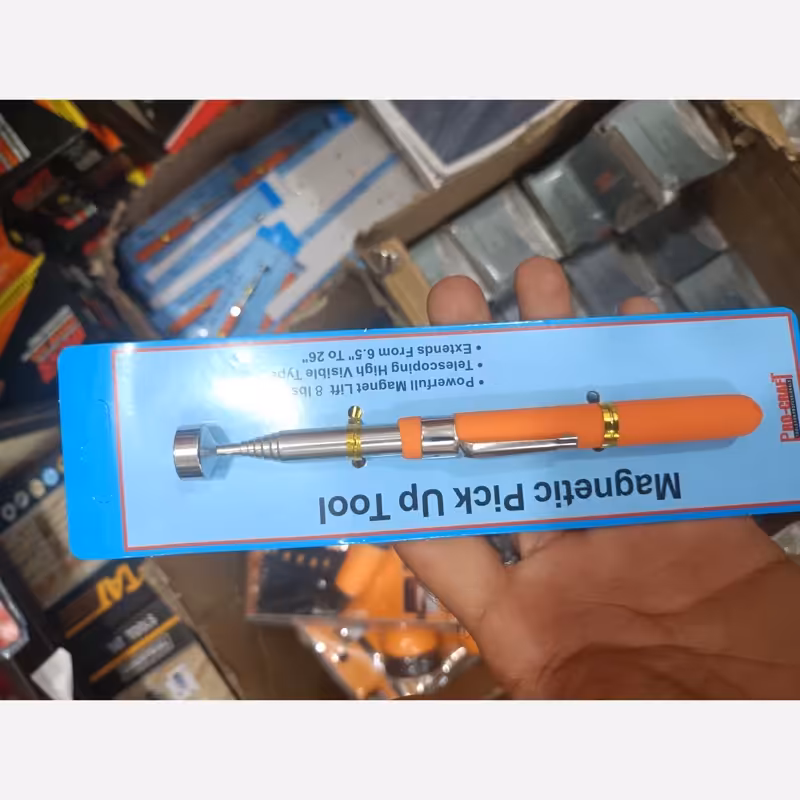 Magnetic Pick Up Tool
• Powerfull Magnet Lift 8 lbs
• Telescoping High Visible Type
• Extends From 6.5" To 26"
PRO-CRAFT